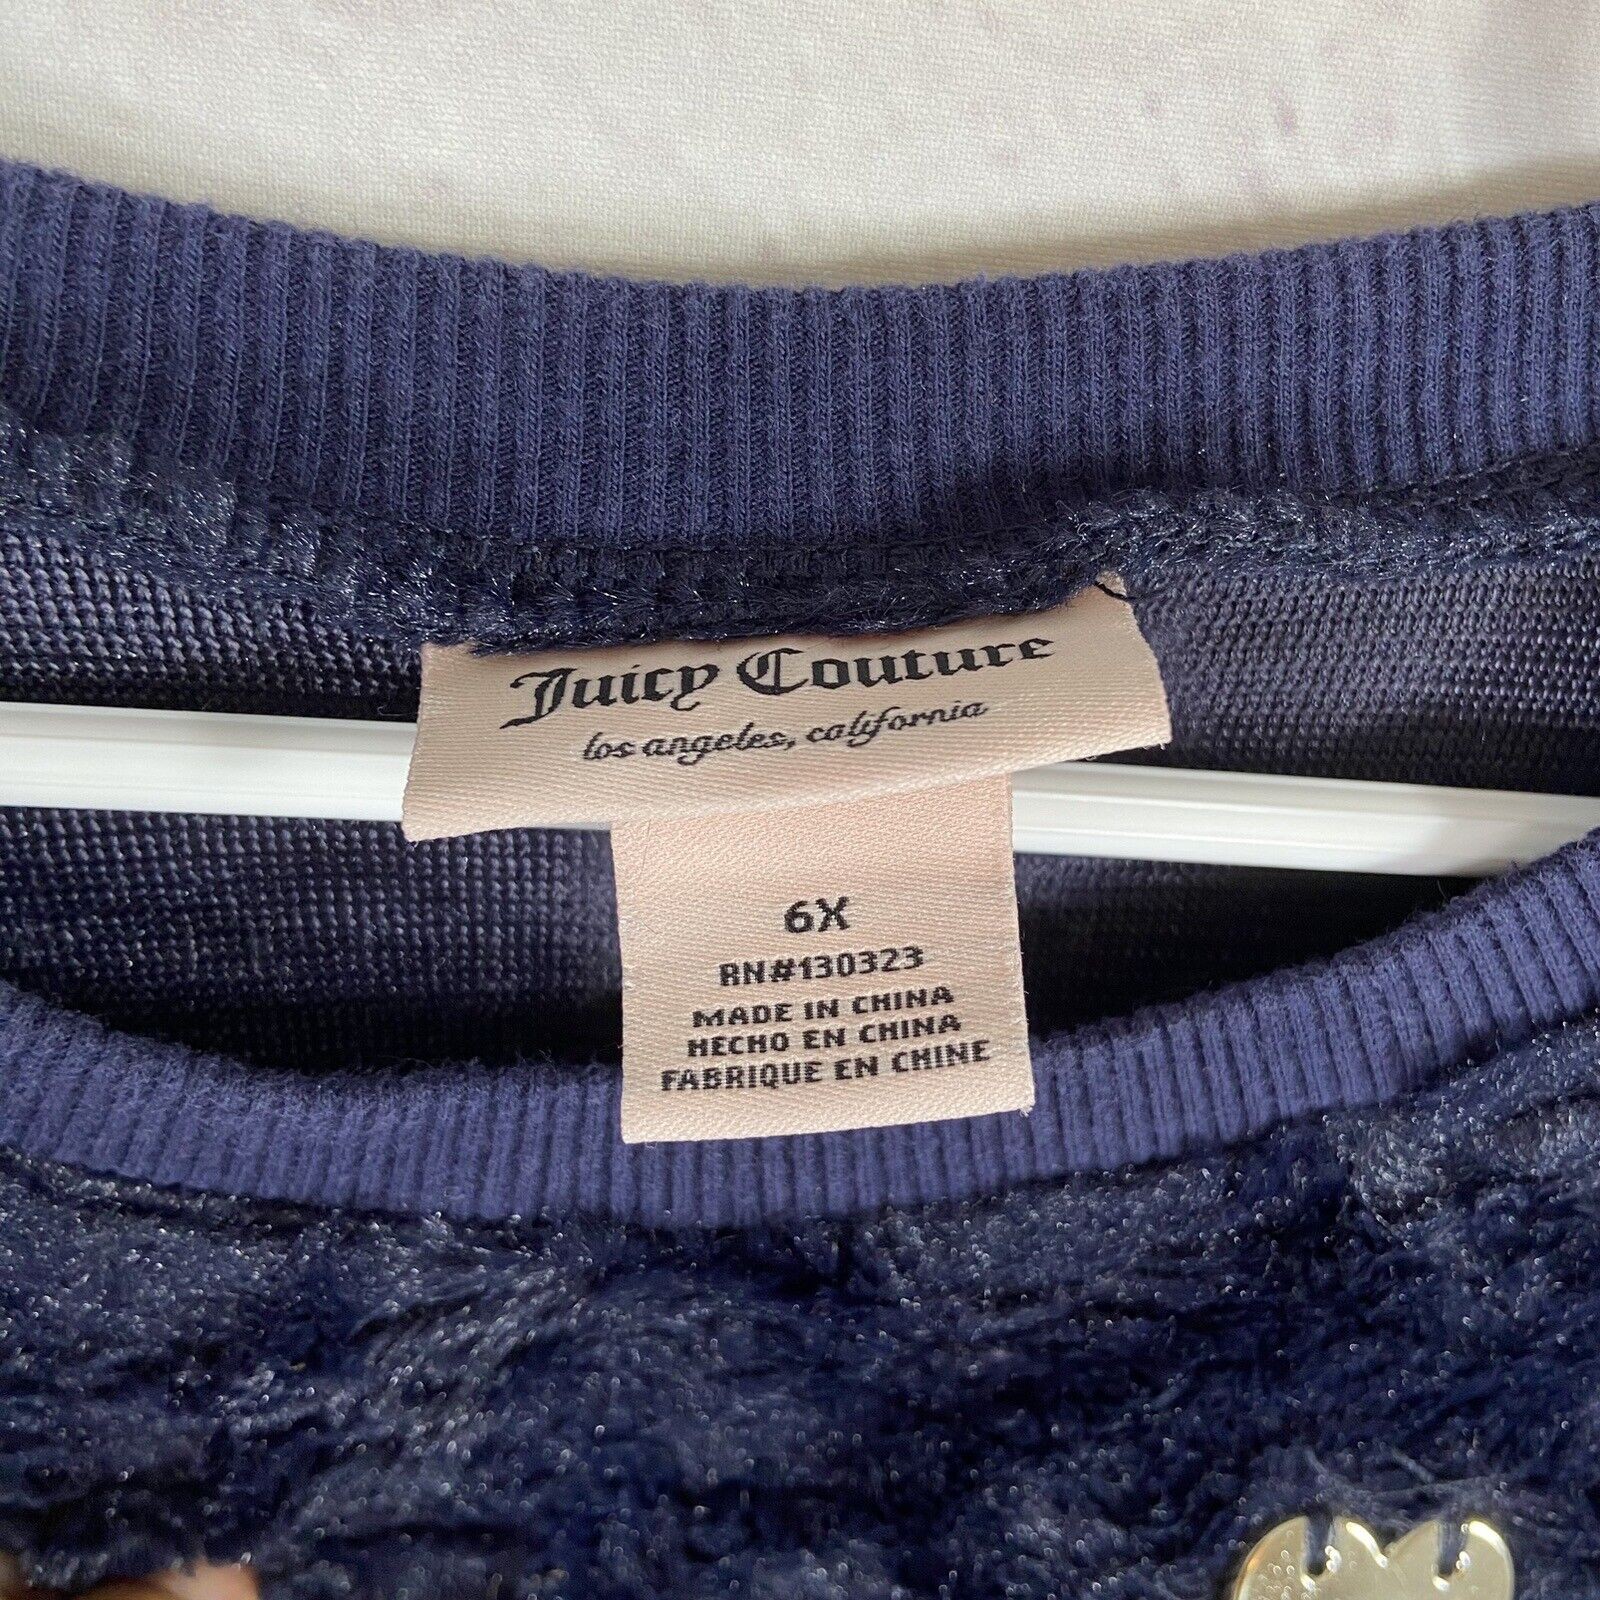 Juicy Couture
los angeles, california
6X
RN#130323
MADE IN CHINA
HECHO EN CHINA
FABRIQUE EN CHINE